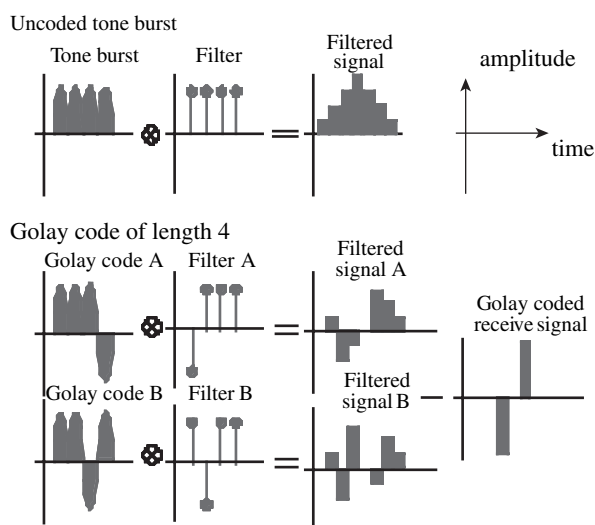 Uncoded tone burst
Tone burst
Filter
Filtered
signal
amplitude
time
Golay code of length 4
Golay code A
Filter A
Filtered
signal A
Golay coded
receive signal
Golay code B
Filter B
Filtered
signal B